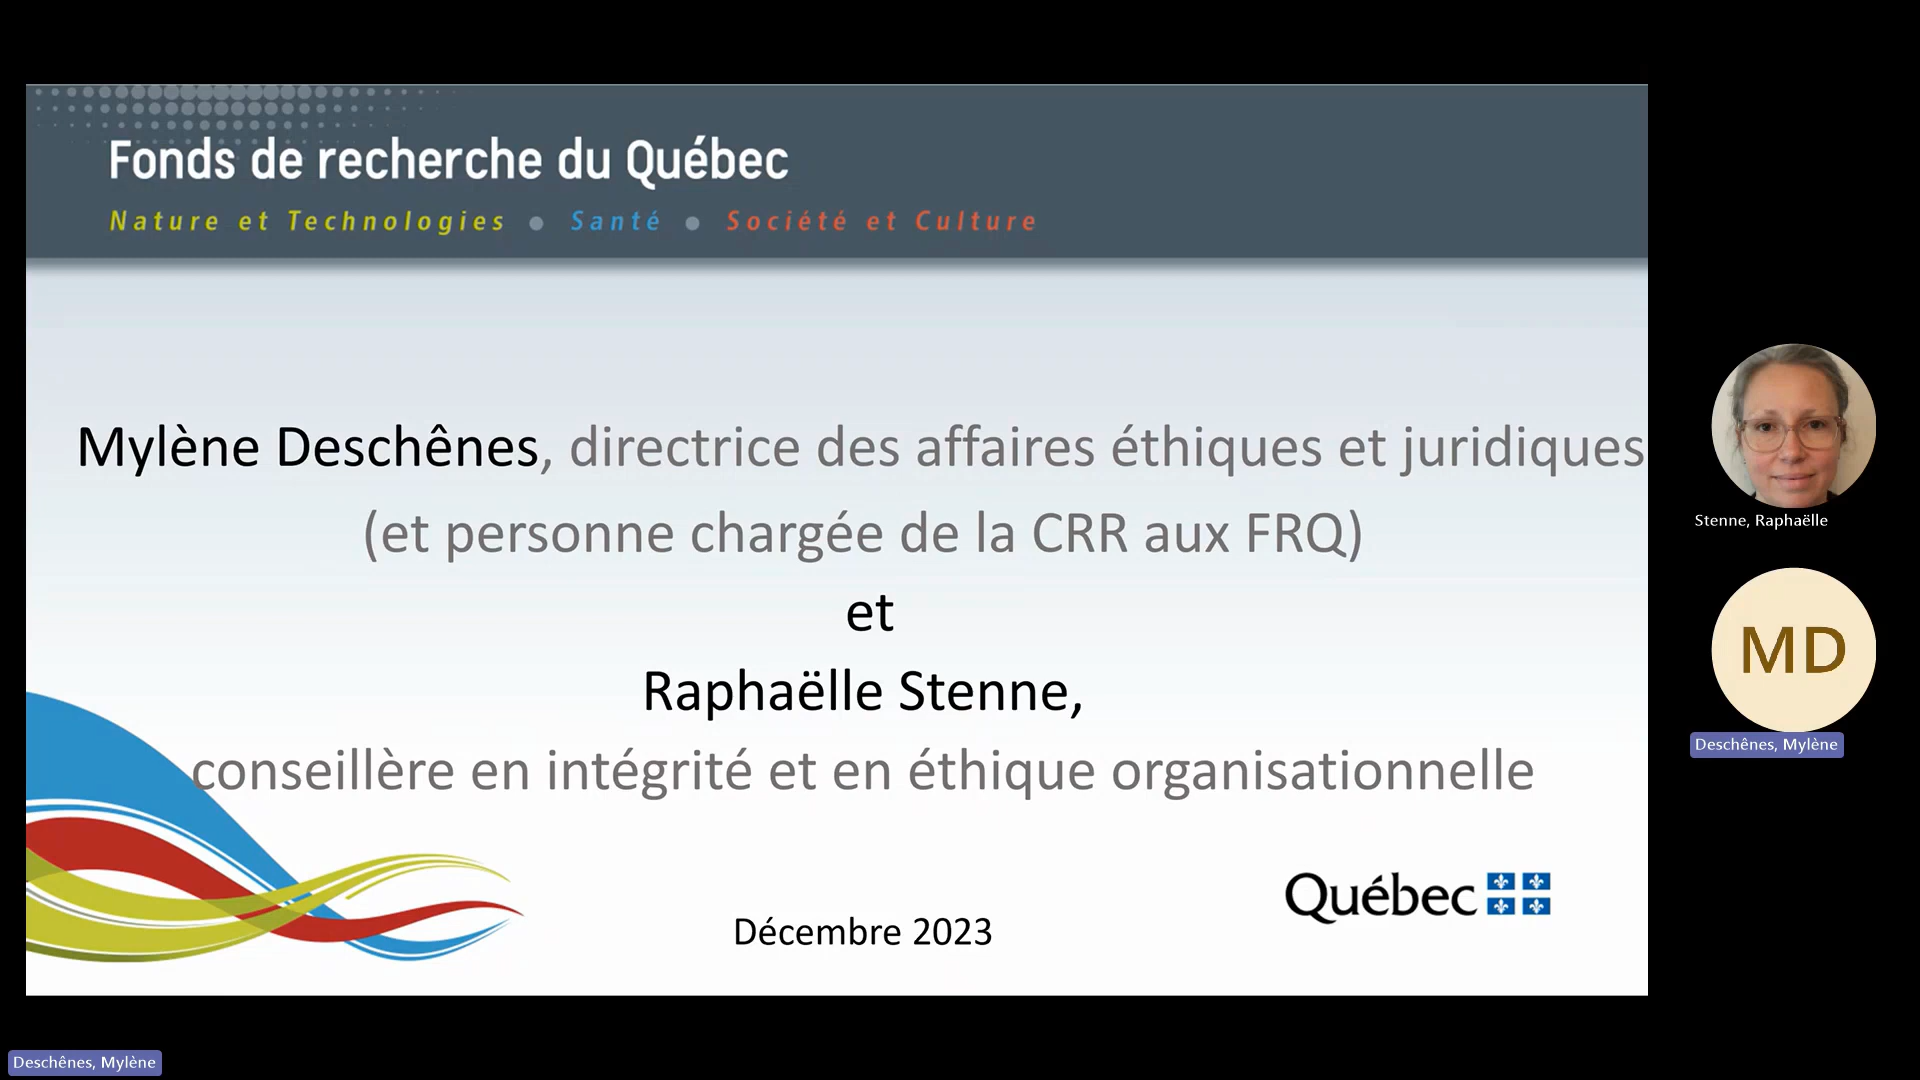 Fonds de recherche du Québec
Nature et Technologies ● Santé ● Société et Culture
Mylène Deschênes, directrice des affaires éthiques et juridiques
(et personne chargée de la CRR aux FRQ)
et
Raphaëlle Stenne,
conseillère en intégrité et en éthique organisationnelle
Québec
Décembre 2023
Stenne, Raphaëlle
MD
Deschênes, Mylène
Deschênes, Mylène